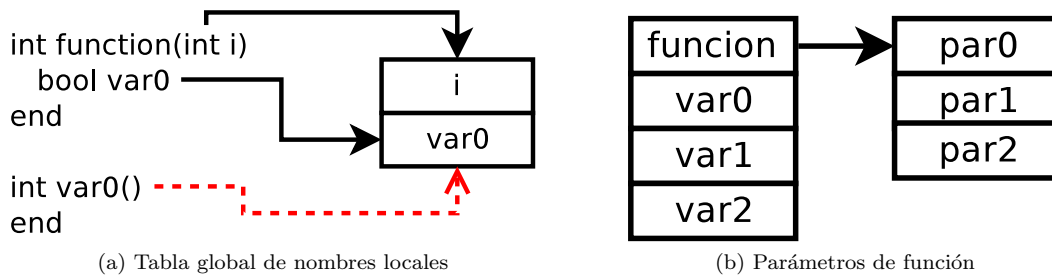 int function(int i)
bool var0
end
int var0()
end
i
var0
(a) Tabla global de nombres locales
funcion
var0
var1
var2
par0
par1
par2
(b) Parámetros de función